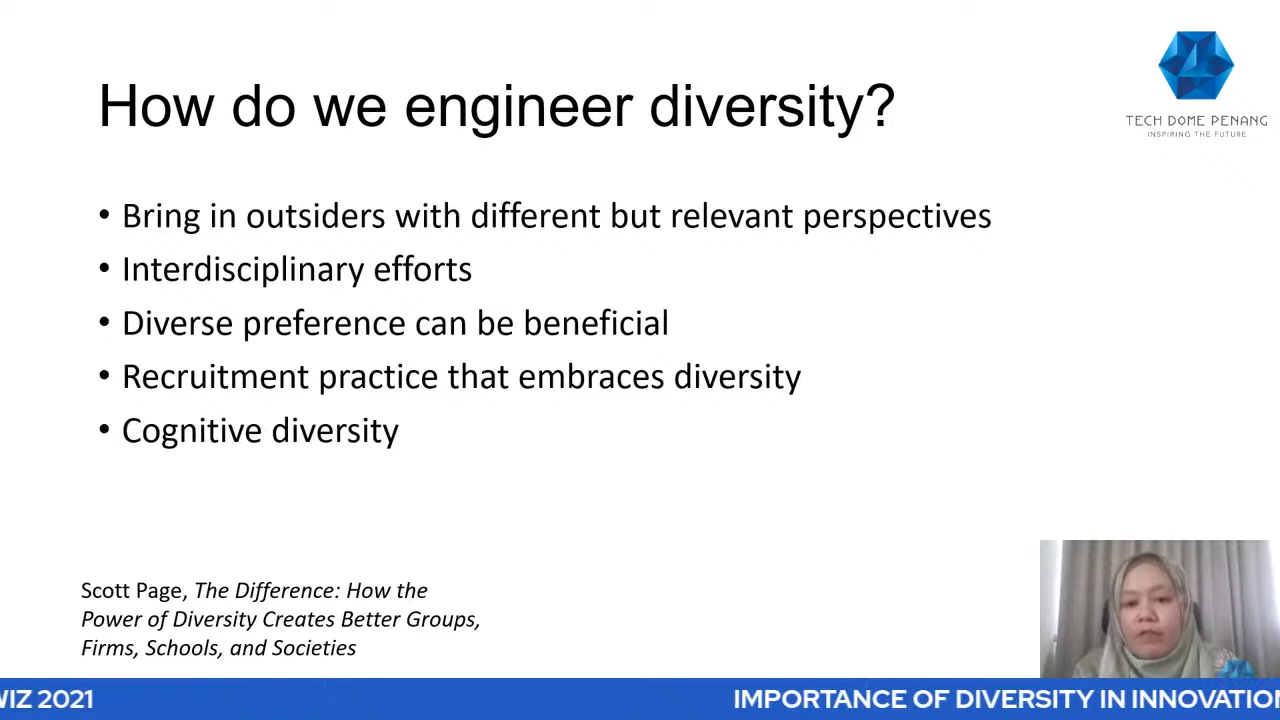 How do we engineer diversity?
TECH DOME PENANG
INSPIRING THE FUTURE
• Bring in outsiders with different but relevant perspectives
• Interdisciplinary efforts
• Diverse preference can be beneficial
• Recruitment practice that embraces diversity
• Cognitive diversity
Scott Page, The Difference: How the
Power of Diversity Creates Better Groups,
Firms, Schools, and Societies
WIZ 2021 IMPORTANCE OF DIVERSITY IN INNOVATION